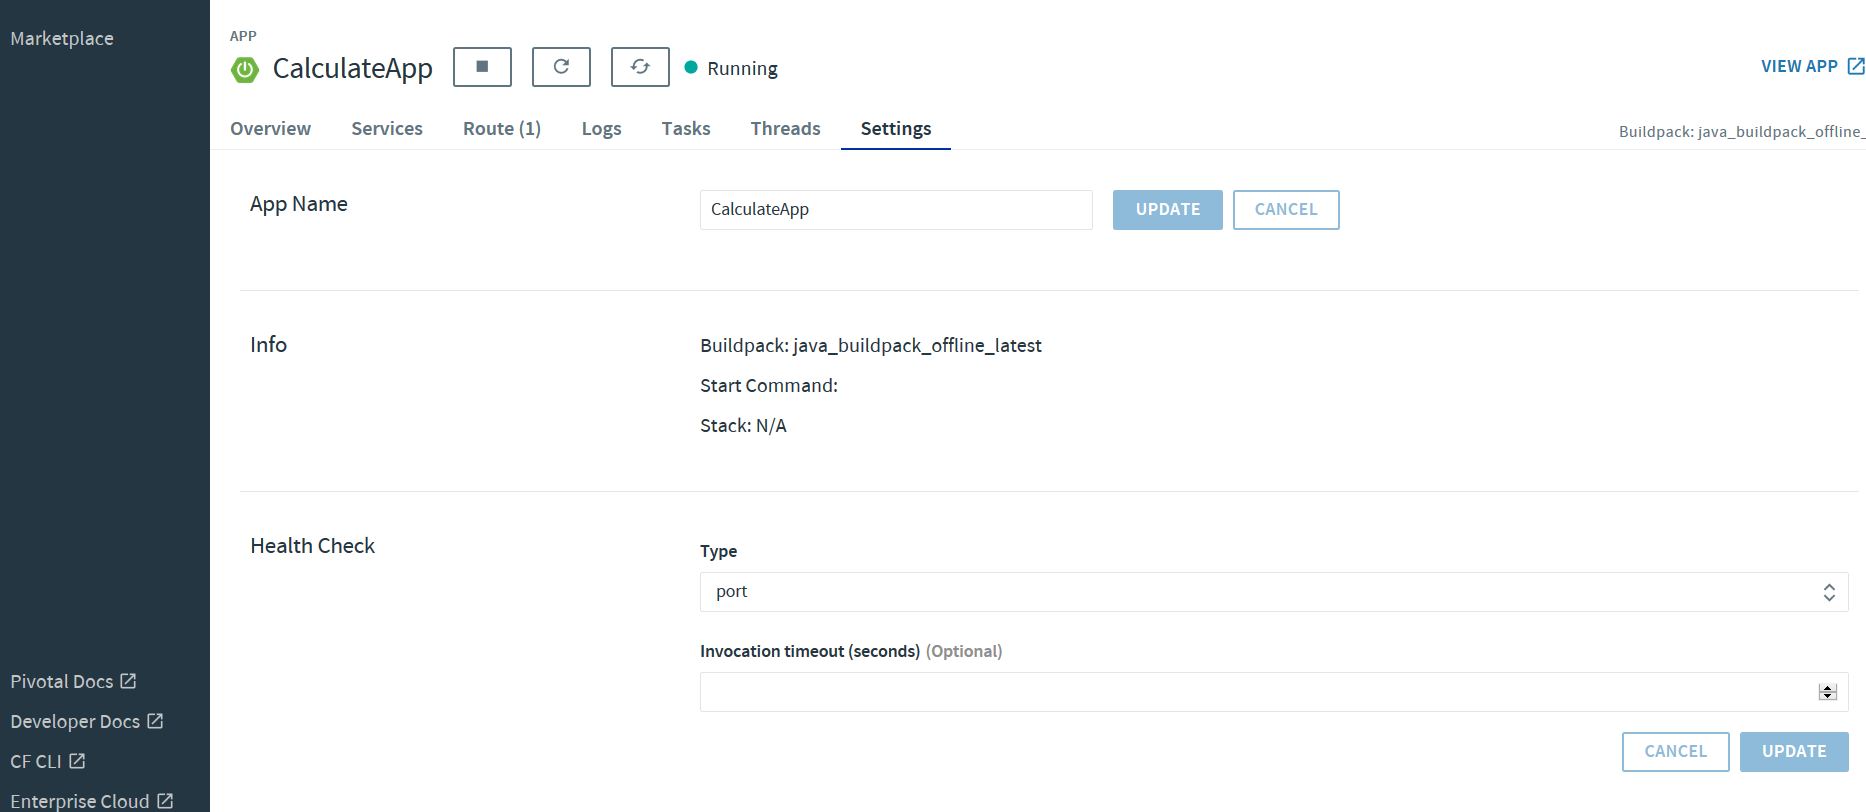 Marketplace
APP
CalculateApp
Running
VIEW APP
Overview Services Route (1) Logs Tasks Threads Settings
Buildpack: java_buildpack_offline_
App Name
CalculateApp
UPDATE CANCEL
Info
Buildpack: java_buildpack_offline_latest
Start Command:
Stack: N/A
Health Check
Type
port
Invocation timeout (seconds) (Optional)
CANCEL UPDATE
Pivotal Docs
Developer Docs
CF CLI
Enterprise Cloud